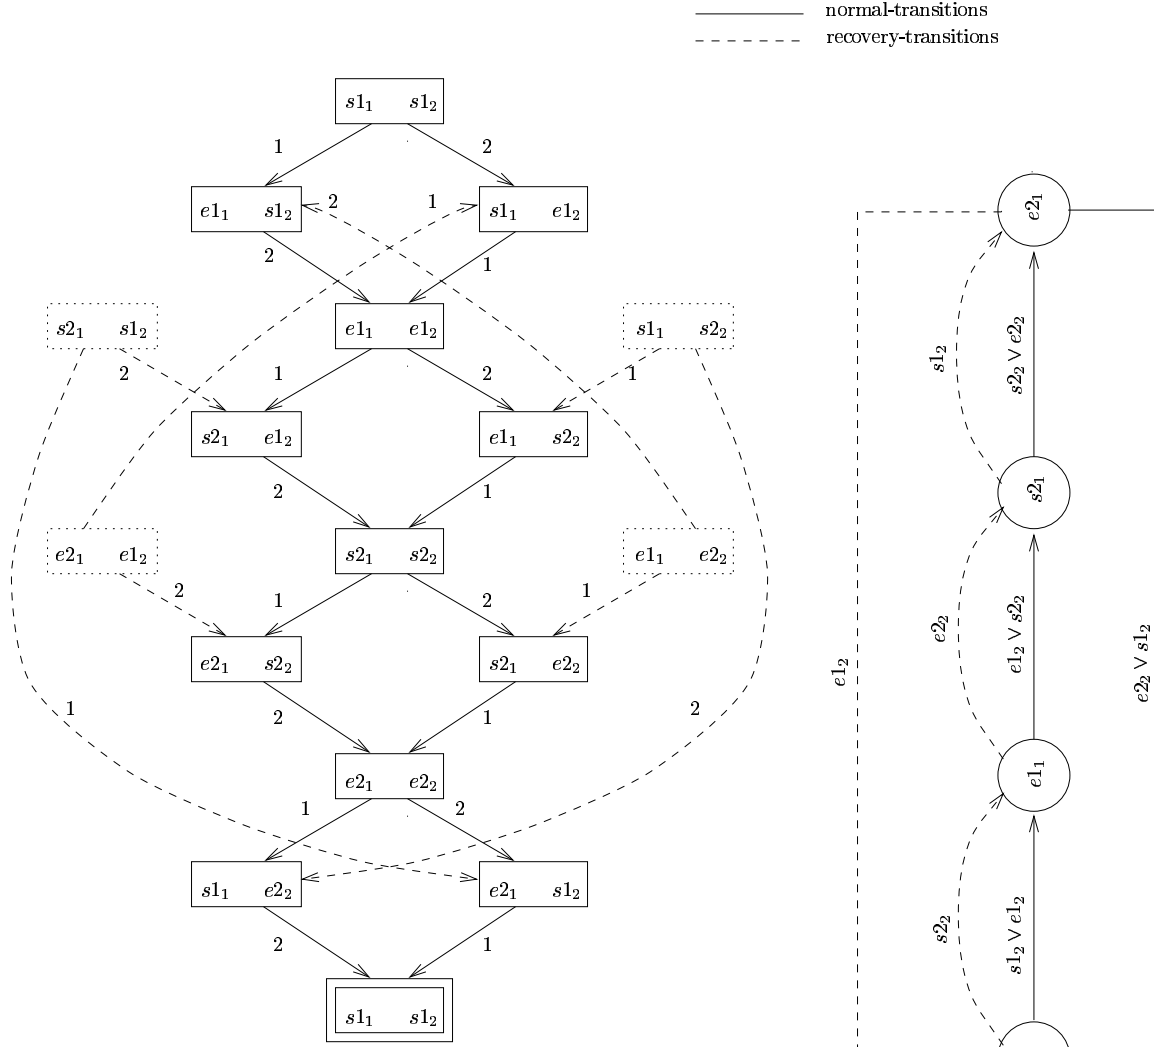 normal-transitions
recovery-transitions
s1₁ s1₂
1 2
e1₁ s1₂ 2 1 s1₁ e1₂
2 1
s2₁ s1₂ e1₁ e1₂ s1₁ s2₂
2 1 2 1
s2₁ e1₂ e1₁ s2₂
2 1
e2₁ e1₂ s2₁ s2₂ e1₁ e2₂
2 1 2 1
e2₁ s2₂ s2₁ e2₂
1 2 1 2
e2₁ e2₂
1 2
s1₁ e2₂ e2₁ s1₂
2 1
s1₁ s1₂
e2₁
s1₂
s2₂ ∨ e2₂
s2₁
e2₂
e1₂ ∨ s2₂
e1₂
e2₂ ∨ s1₂
e1₁
s2₂
s1₂ ∨ e1₂